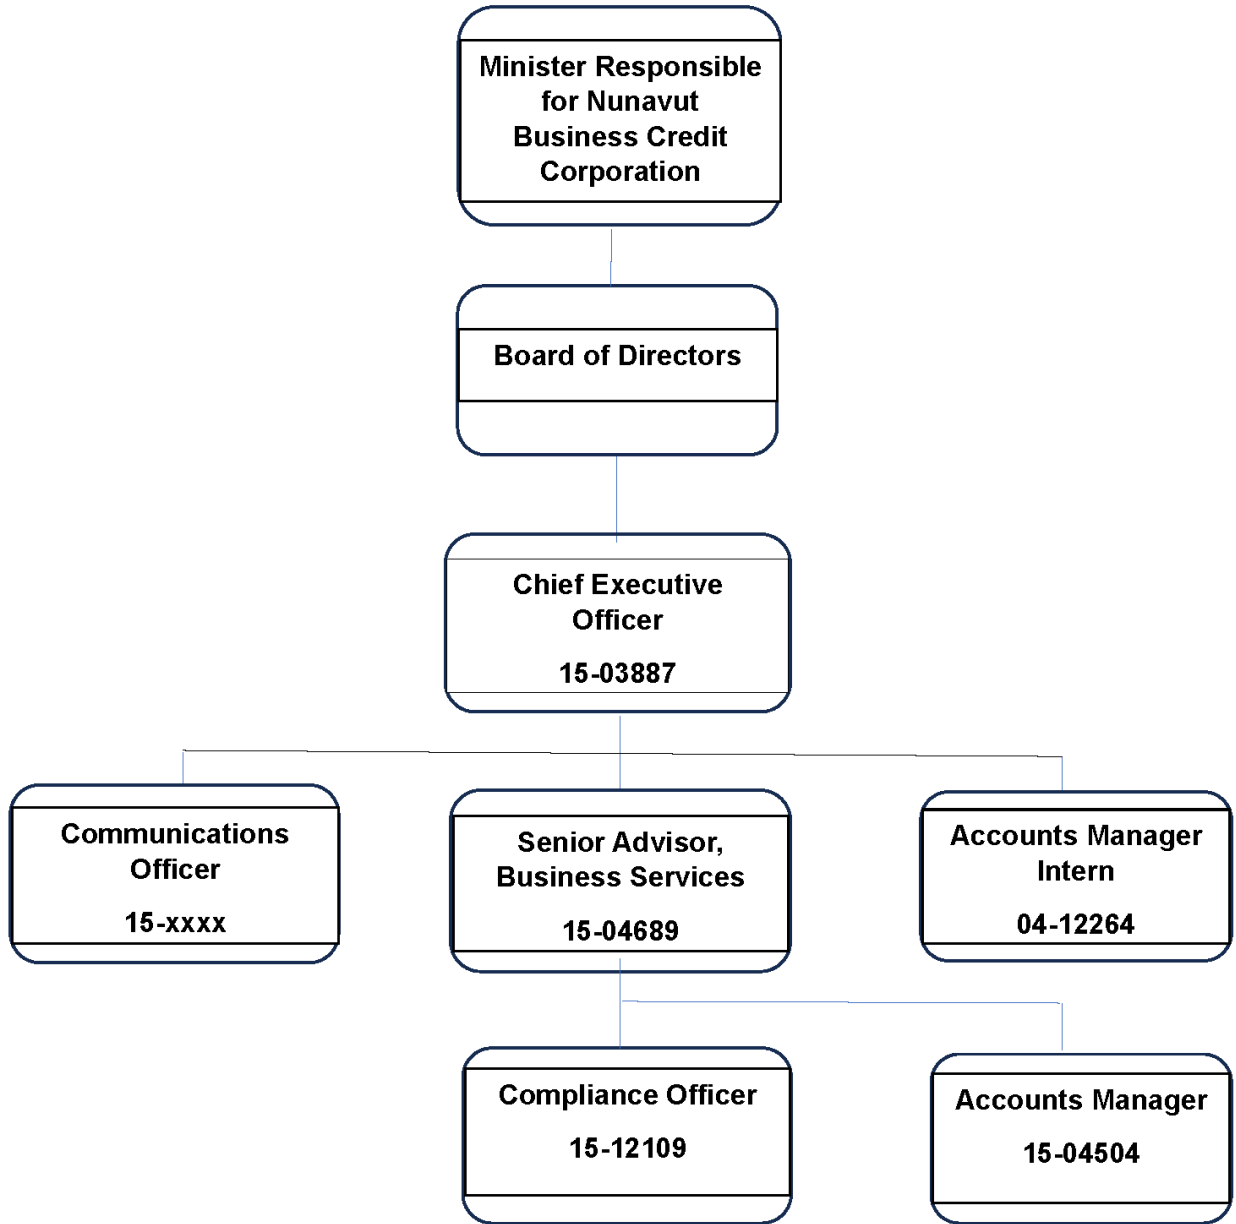 Minister Responsible
for Nunavut
Business Credit
Corporation
Board of Directors
Chief Executive
Officer
15-03887
Communications
Officer
15-xxxx
Senior Advisor,
Business Services
15-04689
Accounts Manager
Intern
04-12264
Compliance Officer
15-12109
Accounts Manager
15-04504